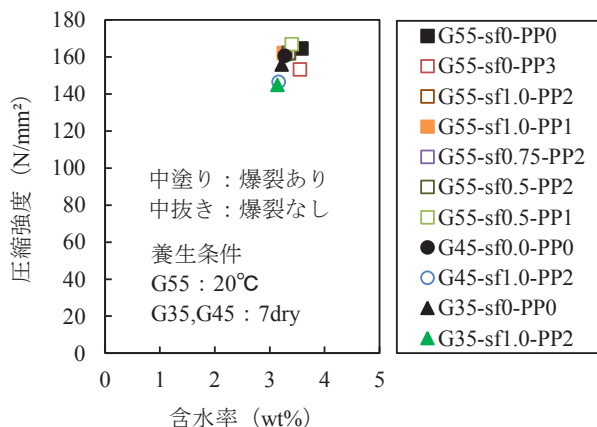 180
160
140
120
100
80
60
40
20
0
圧縮強度（N/mm²）
中塗り：爆裂あり
中抜き：爆裂なし
養生条件
G55：20℃
G35,G45：7dry
0 1 2 3 4 5
含水率（wt%）
G55-sf0-PP0
G55-sf0-PP3
G55-sf1.0-PP2
G55-sf1.0-PP1
G55-sf0.75-PP2
G55-sf0.5-PP2
G55-sf0.5-PP1
G45-sf0.0-PP0
G45-sf1.0-PP2
G35-sf0-PP0
G35-sf1.0-PP2